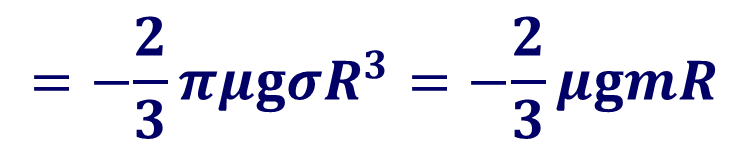 = −2/3 πμgσR³ = −2/3 μgmR